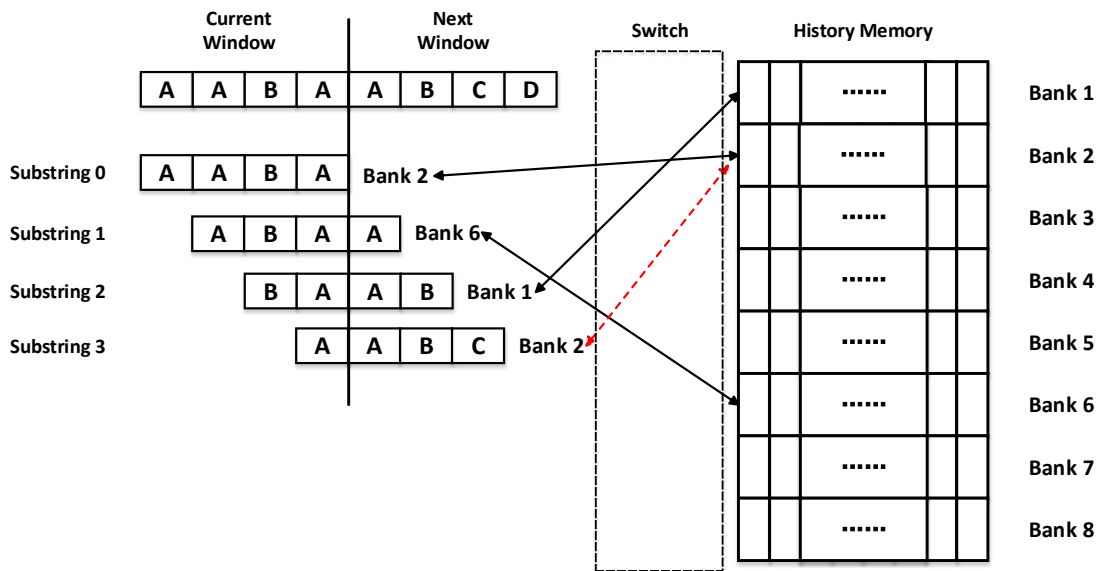 Current Window
Next Window
Switch
History Memory
A A B A A B C D
Substring 0
A A B A
Bank 2
Substring 1
A B A A
Bank 6
Substring 2
B A A B
Bank 1
Substring 3
A A B C
Bank 2
...... Bank 1
...... Bank 2
...... Bank 3
...... Bank 4
...... Bank 5
...... Bank 6
...... Bank 7
...... Bank 8